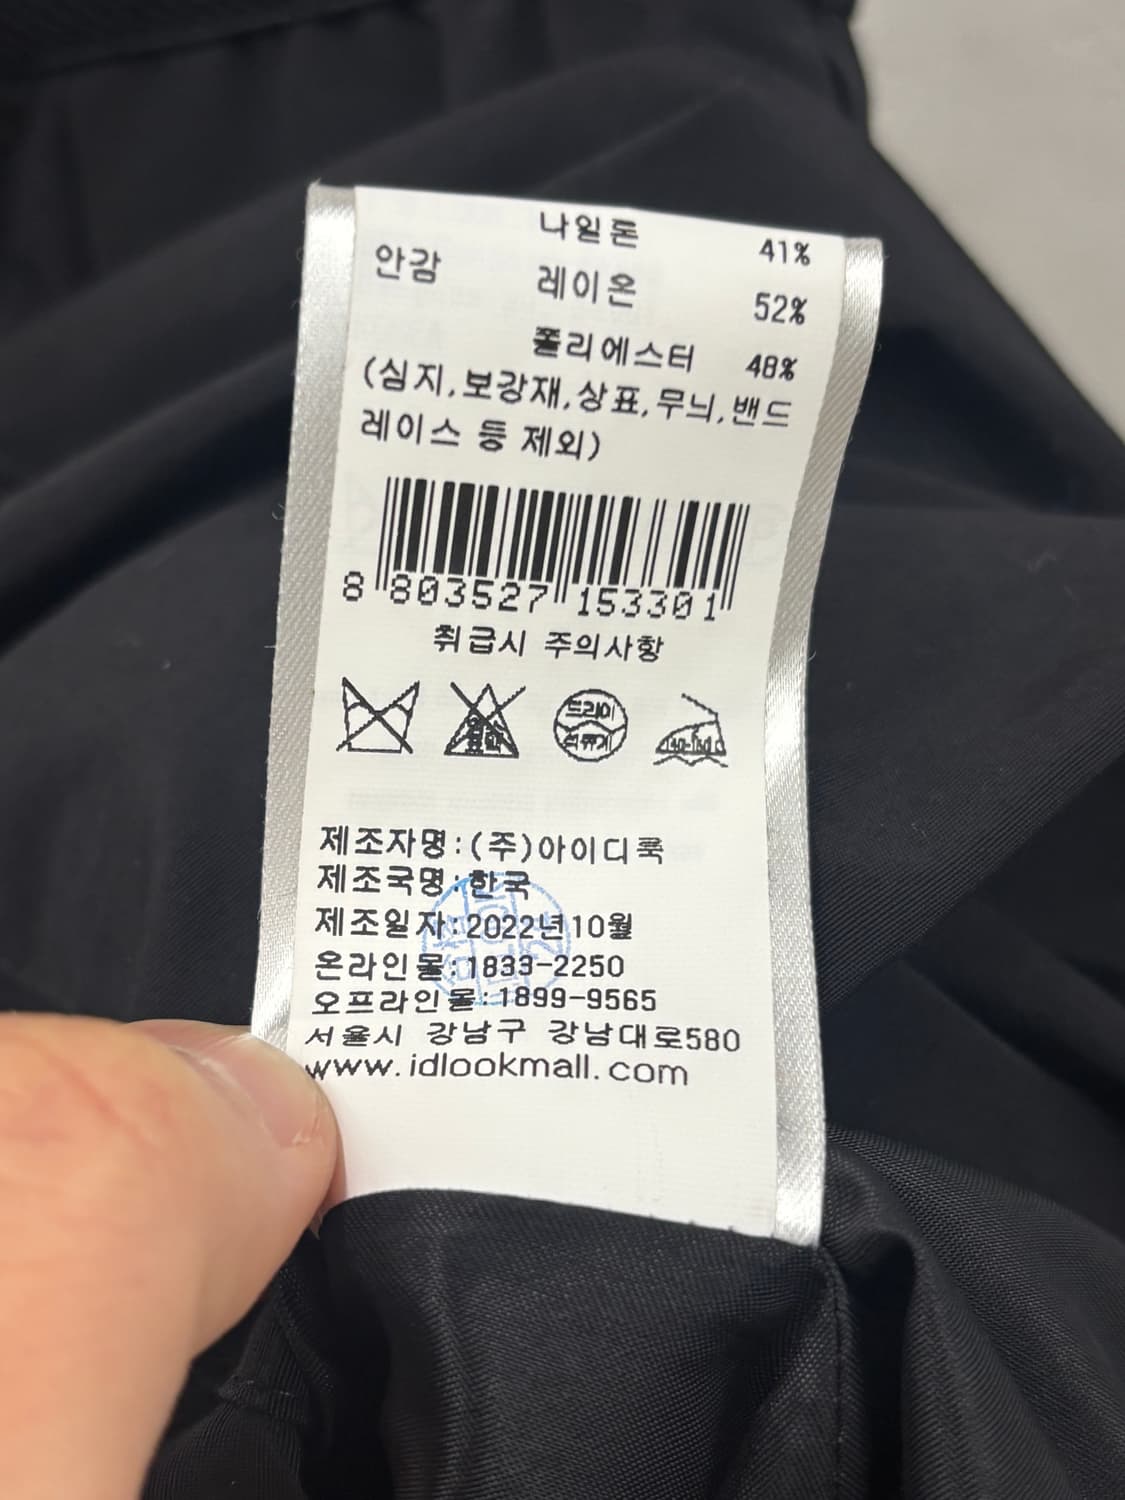 나일론 41%
안감 레이온 52%
폴리에스터 48%
(심지,보강재,상표,무늬,밴드
레이스 등 제외)
8 803527 153301
취급시 주의사항
드라이
제조자명:(주)아이디룩
제조국명:한국
제조일자:2022년10월
온라인몰:1833-2250
오프라인몰:1899-9565
서울시 강남구 강남대로580
www.idlookmall.com